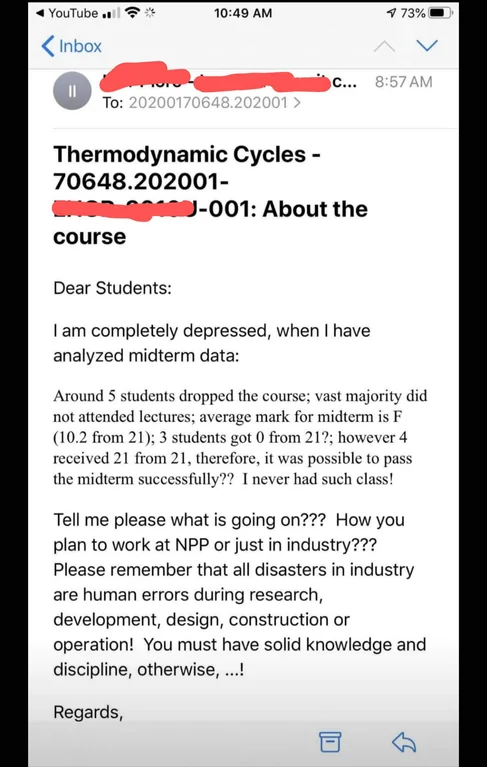 YouTube
10:49 AM
73%
Inbox
II
c... 8:57 AM
To: 20200170648.202001 >
Thermodynamic Cycles -
70648.202001-
-001: About the
course
Dear Students:
I am completely depressed, when I have
analyzed midterm data:
Around 5 students dropped the course; vast majority did
not attended lectures; average mark for midterm is F
(10.2 from 21); 3 students got 0 from 21?; however 4
received 21 from 21, therefore, it was possible to pass
the midterm successfully??  I never had such class!
Tell me please what is going on???  How you
plan to work at NPP or just in industry???
Please remember that all disasters in industry
are human errors during research,
development, design, construction or
operation!  You must have solid knowledge and
discipline, otherwise, ...!
Regards,